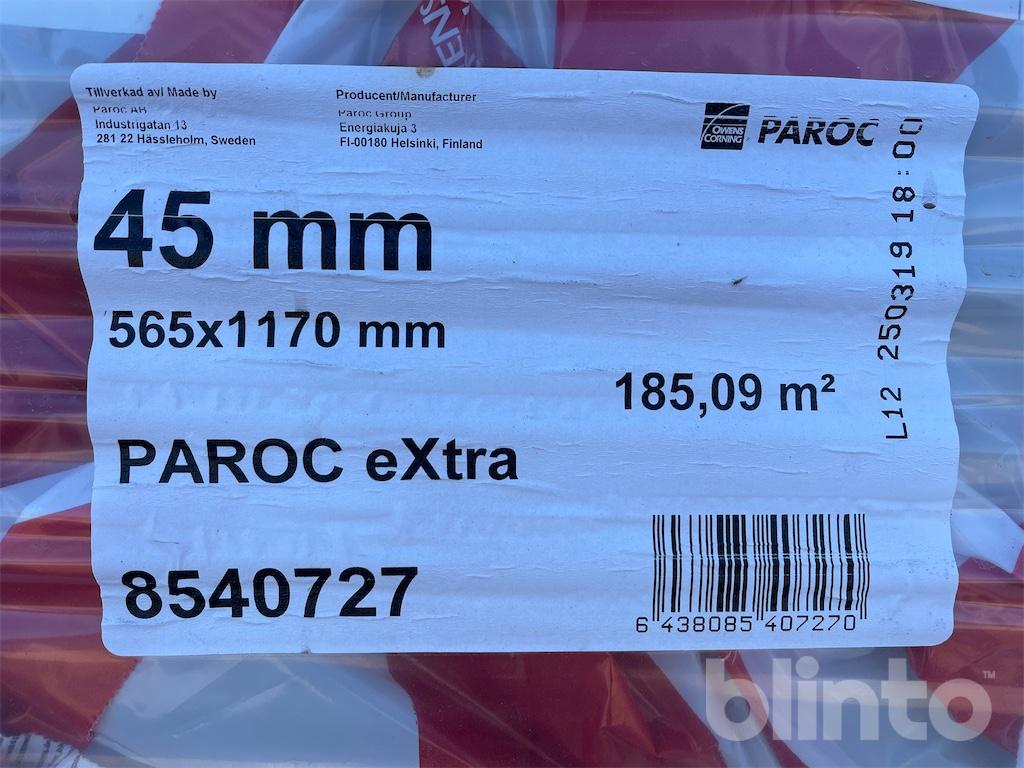 Tillverkad av/ Made by
Paroc AB
Industrigatan 13
281 22 Hässleholm, Sweden
Producent/Manufacturer
Paroc Group
Energiakuja 3
FI-00180 Helsinki, Finland
OWENS
CORNING
PAROC
L12 250319 18:00
45 mm
565x1170 mm
185,09 m²
PAROC eXtra
8540727
6 438085 407270
blinto™